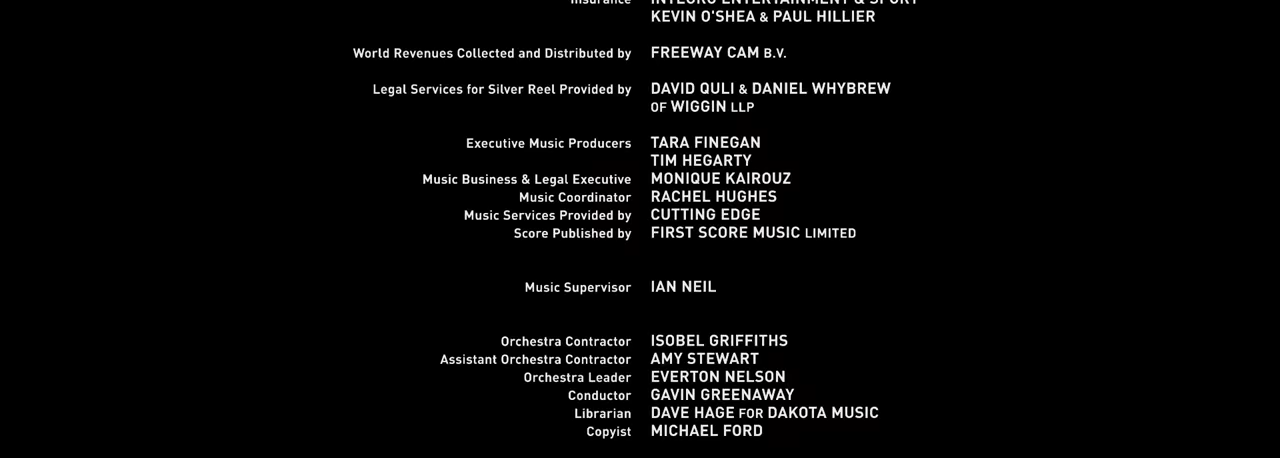 Insurance INTEGRO ENTERTAINMENT & SPORT
KEVIN O'SHEA & PAUL HILLIER
World Revenues Collected and Distributed by FREEWAY CAM B.V.
Legal Services for Silver Reel Provided by DAVID QULI & DANIEL WHYBREW
OF WIGGIN LLP
Executive Music Producers TARA FINEGAN
TIM HEGARTY
Music Business & Legal Executive MONIQUE KAIROUZ
Music Coordinator RACHEL HUGHES
Music Services Provided by CUTTING EDGE
Score Published by FIRST SCORE MUSIC LIMITED
Music Supervisor IAN NEIL
Orchestra Contractor ISOBEL GRIFFITHS
Assistant Orchestra Contractor AMY STEWART
Orchestra Leader EVERTON NELSON
Conductor GAVIN GREENAWAY
Librarian DAVE HAGE FOR DAKOTA MUSIC
Copyist MICHAEL FORD